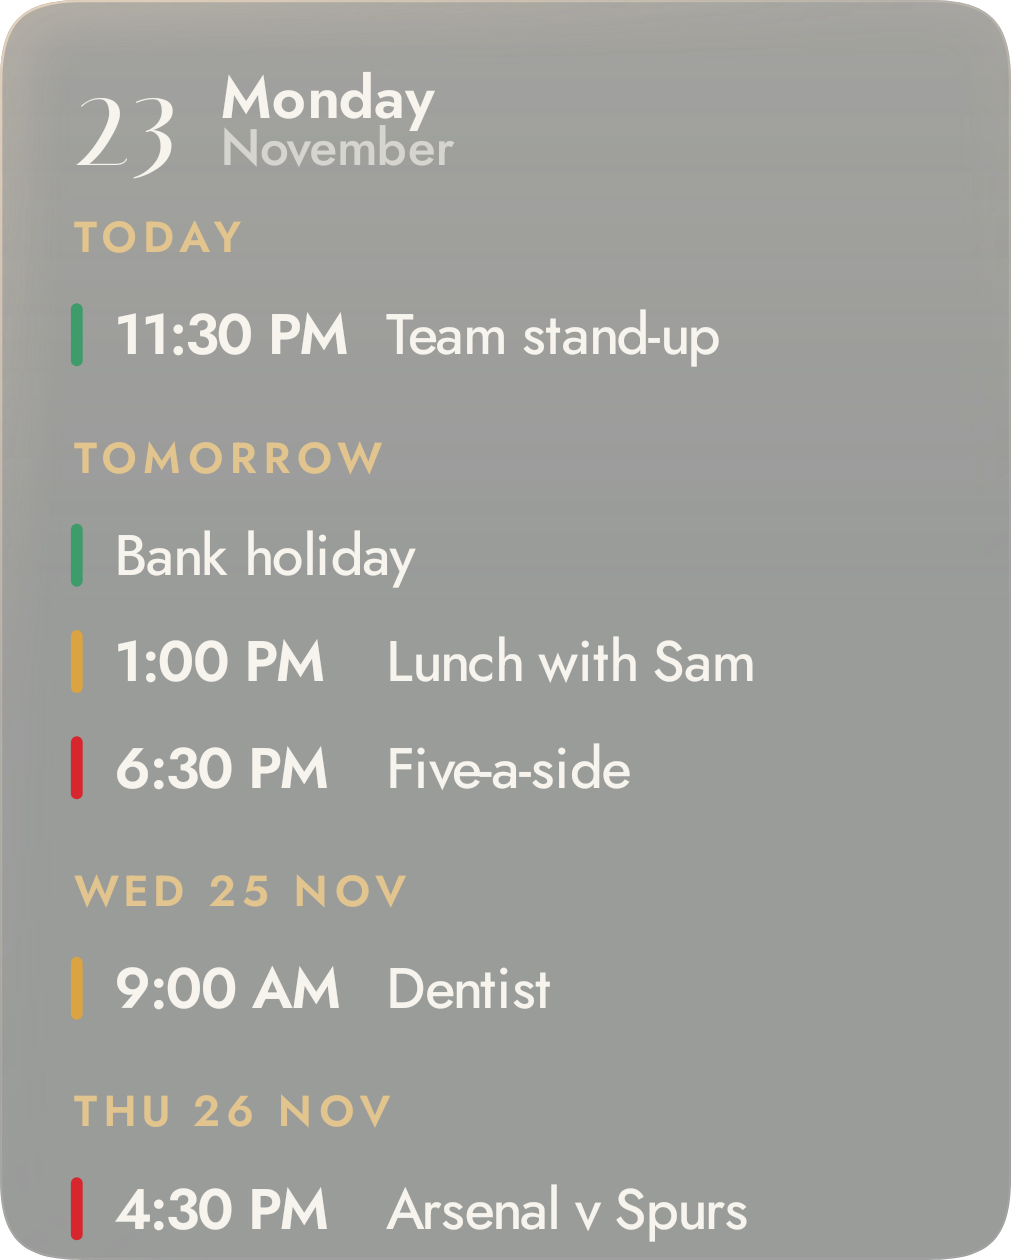 23 Monday
November
TODAY
11:30 PM Team stand-up
TOMORROW
Bank holiday
1:00 PM Lunch with Sam
6:30 PM Five-a-side
WED 25 NOV
9:00 AM Dentist
THU 26 NOV
4:30 PM Arsenal v Spurs